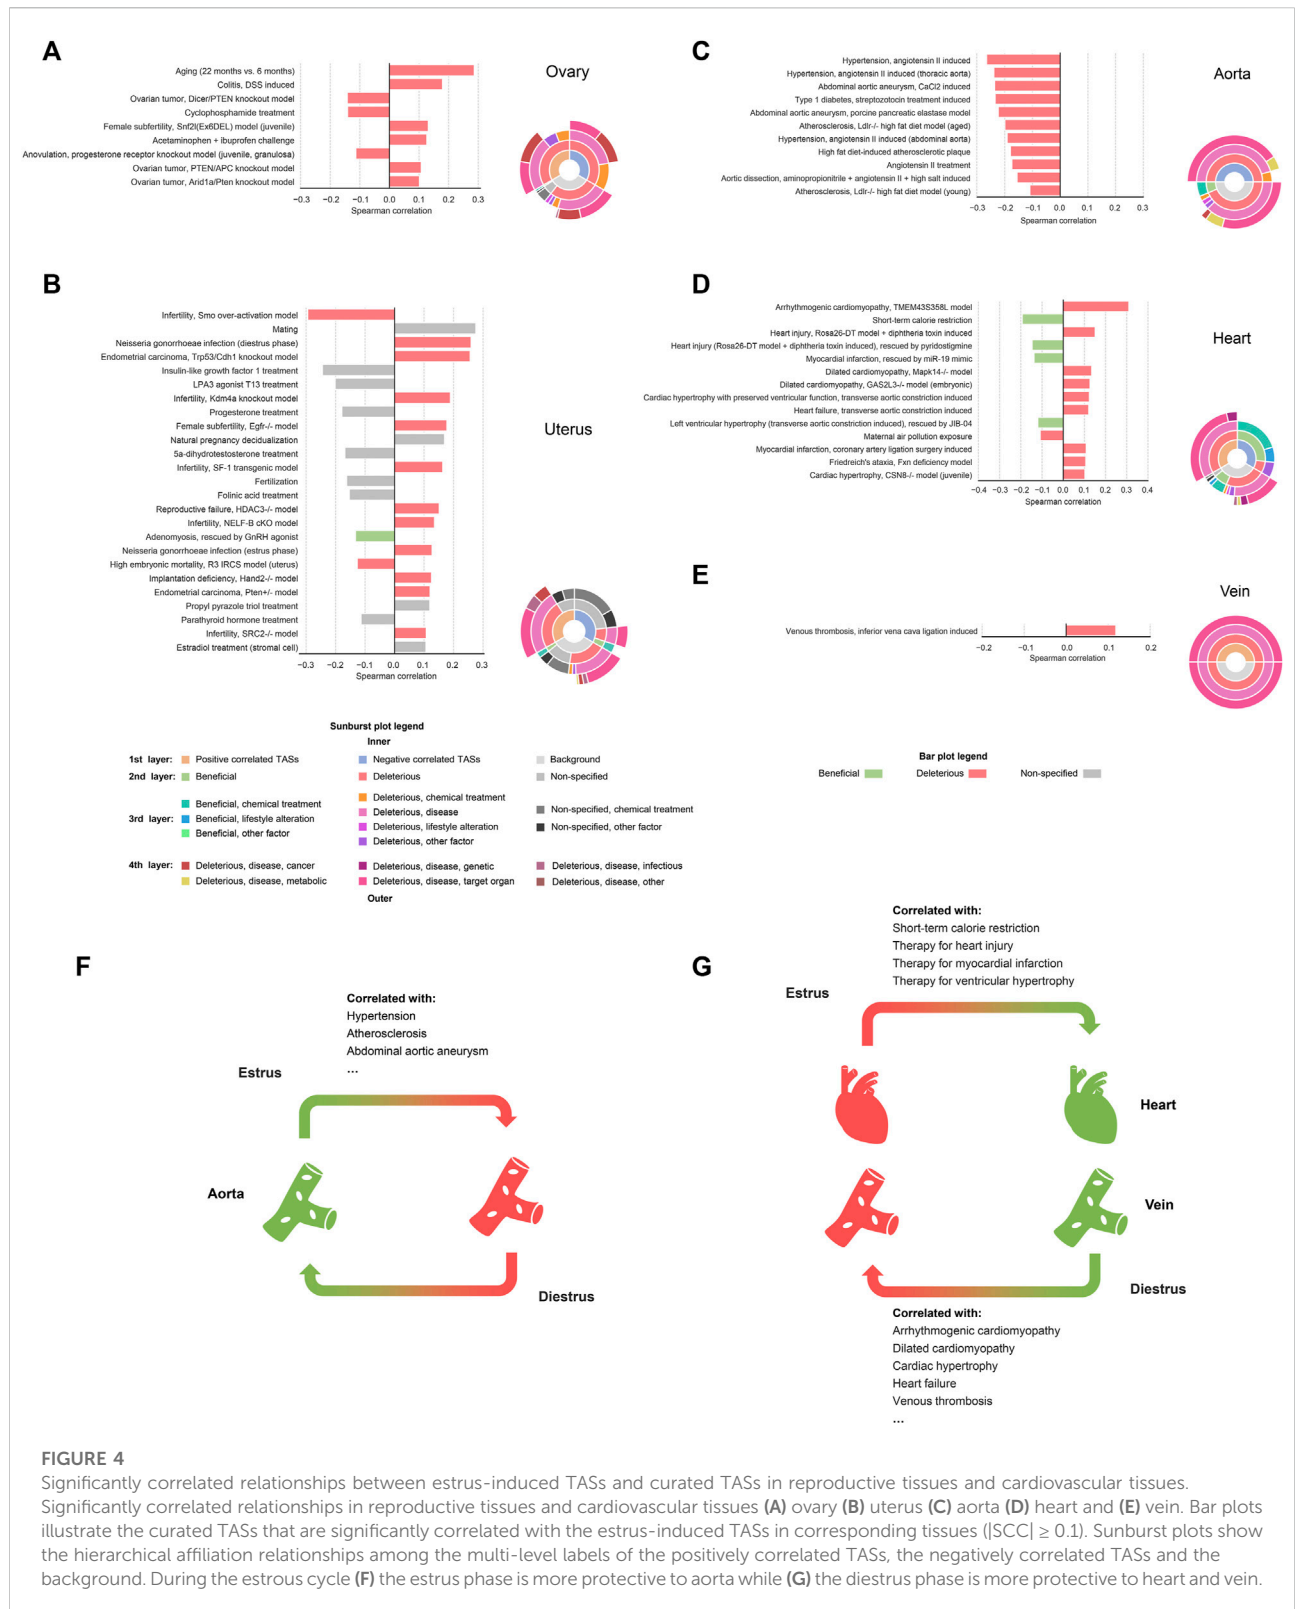 A
Ovary
Aging (22 months vs. 6 months)
Colitis, DSS induced
Ovarian tumor, Dicer/PTEN knockout model
Cyclophosphamide treatment
Female subfertility, Snf2l(Ex6DEL) model (juvenile)
Acetaminophen + ibuprofen challenge
Anovulation, progesterone receptor knockout model (juvenile, granulosa)
Ovarian tumor, PTEN/APC knockout model
Ovarian tumor, Arid1a/Pten knockout model
−0.3 −0.2 −0.1 0.0 0.1 0.2 0.3
Spearman correlation
B
Uterus
Infertility, Smo over-activation model
Mating
Neisseria gonorrhoeae infection (diestrus phase)
Endometrial carcinoma, Trp53/Cdh1 knockout model
Insulin-like growth factor 1 treatment
LPA3 agonist T13 treatment
Infertility, Kdm4a knockout model
Progesterone treatment
Female subfertility, Egfr-/- model
Natural pregnancy decidualization
5a-dihydrotestosterone treatment
Infertility, SF-1 transgenic model
Fertilization
Folinic acid treatment
Reproductive failure, HDAC3-/- model
Infertility, NELF-B cKO model
Adenomyosis, rescued by GnRH agonist
Neisseria gonorrhoeae infection (estrus phase)
High embryonic mortality, R3 IRCS model (uterus)
Implantation deficiency, Hand2-/- model
Endometrial carcinoma, Pten+/- model
Propyl pyrazole triol treatment
Parathyroid hormone treatment
Infertility, SRC2-/- model
Estradiol treatment (stromal cell)
−0.3 −0.2 −0.1 0.0 0.1 0.2 0.3
Spearman correlation
C
Aorta
Hypertension, angiotensin II induced
Hypertension, angiotensin II induced (thoracic aorta)
Abdominal aortic aneurysm, CaCl2 induced
Type 1 diabetes, streptozotocin treatment induced
Abdominal aortic aneurysm, porcine pancreatic elastase model
Atherosclerosis, Ldlr-/- high fat diet model (aged)
Hypertension, angiotensin II induced (abdominal aorta)
High fat diet-induced atherosclerotic plaque
Angiotensin II treatment
Aortic dissection, aminopropionitrile + angiotensin II + high salt induced
Atherosclerosis, Ldlr-/- high fat diet model (young)
−0.3 −0.2 −0.1 0.0 0.1 0.2 0.3
Spearman correlation
D
Heart
Arrhythmogenic cardiomyopathy, TMEM43S358L model
Short-term calorie restriction
Heart injury, Rosa26-DT model + diphtheria toxin induced
Heart injury (Rosa26-DT model + diphtheria toxin induced), rescued by pyridostigmine
Myocardial infarction, rescued by miR-19 mimic
Dilated cardiomyopathy, Mapk14-/- model
Dilated cardiomyopathy, GAS2L3-/- model (embryonic)
Cardiac hypertrophy with preserved ventricular function, transverse aortic constriction induced
Heart failure, transverse aortic constriction induced
Left ventricular hypertrophy (transverse aortic constriction induced), rescued by JIB-04
Maternal air pollution exposure
Myocardial infarction, coronary artery ligation surgery induced
Friedreich's ataxia, Fxn deficiency model
Cardiac hypertrophy, CSN8-/- model (juvenile)
−0.4 −0.3 −0.2 −0.1 0.0 0.1 0.2 0.3 0.4
Spearman correlation
E
Vein
Venous thrombosis, inferior vena cava ligation induced
−0.2 −0.1 0.0 0.1 0.2
Spearman correlation
Sunburst plot legend
Inner
1st layer: Positive correlated TASs Negative correlated TASs Background
2nd layer: Beneficial Deleterious Non-specified
3rd layer: Beneficial, chemical treatment
Beneficial, lifestyle alteration
Beneficial, other factor
Deleterious, chemical treatment
Deleterious, disease
Deleterious, lifestyle alteration
Deleterious, other factor
Non-specified, chemical treatment
Non-specified, other factor
4th layer: Deleterious, disease, cancer Deleterious, disease, genetic Deleterious, disease, infectious
Deleterious, disease, metabolic Deleterious, disease, target organ Deleterious, disease, other
Outer
Bar plot legend
Beneficial Deleterious Non-specified
F
Correlated with:
Hypertension
Atherosclerosis
Abdominal aortic aneurysm
...
Estrus
Aorta
Diestrus
G
Correlated with:
Short-term calorie restriction
Therapy for heart injury
Therapy for myocardial infarction
Therapy for ventricular hypertrophy
Estrus
Heart
Vein
Diestrus
Correlated with:
Arrhythmogenic cardiomyopathy
Dilated cardiomyopathy
Cardiac hypertrophy
Heart failure
Venous thrombosis
...
FIGURE 4
Significantly correlated relationships between estrus-induced TASs and curated TASs in reproductive tissues and cardiovascular tissues.
Significantly correlated relationships in reproductive tissues and cardiovascular tissues (A) ovary (B) uterus (C) aorta (D) heart and (E) vein. Bar plots
illustrate the curated TASs that are significantly correlated with the estrus-induced TASs in corresponding tissues (|SCC| ≥ 0.1). Sunburst plots show
the hierarchical affiliation relationships among the multi-level labels of the positively correlated TASs, the negatively correlated TASs and the
background. During the estrous cycle (F) the estrus phase is more protective to aorta while (G) the diestrus phase is more protective to heart and vein.